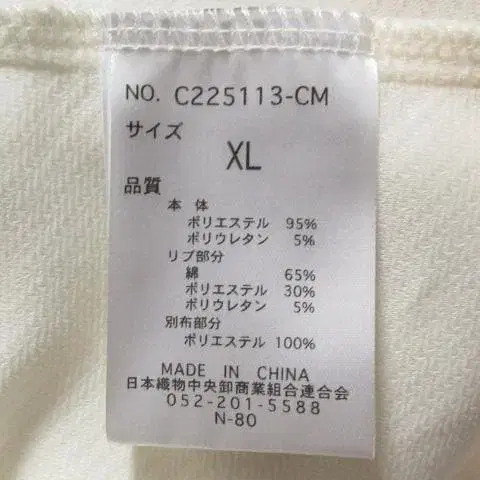 NO. C225113-CM
サイズ
XL
品質
本体
ポリエステル 95%
ポリウレタン 5%
リブ部分
綿 65%
ポリエステル 30%
ポリウレタン 5%
別布部分
ポリエステル 100%
MADE IN CHINA
日本織物中央卸商業組合連合会
052-201-5588
N-80